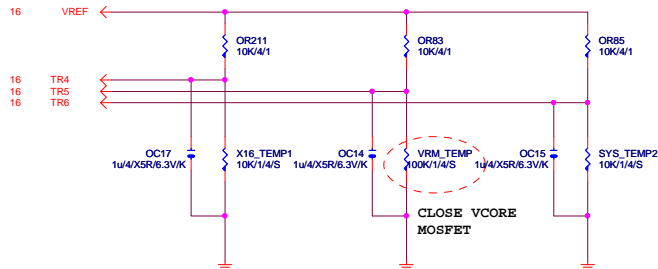 16 VREF
OR211
10K/4/1
OR83
10K/4/1
OR85
10K/4/1
16 TR4
16 TR5
16 TR6
OC17
1u/4/X5R/6.3V/K
X16_TEMP1
10K/1/4/S
OC14
1u/4/X5R/6.3V/K
VRM_TEMP
100K/1/4/S
OC15
1u/4/X5R/6.3V/K
SYS_TEMP2
10K/1/4/S
CLOSE VCORE
MOSFET